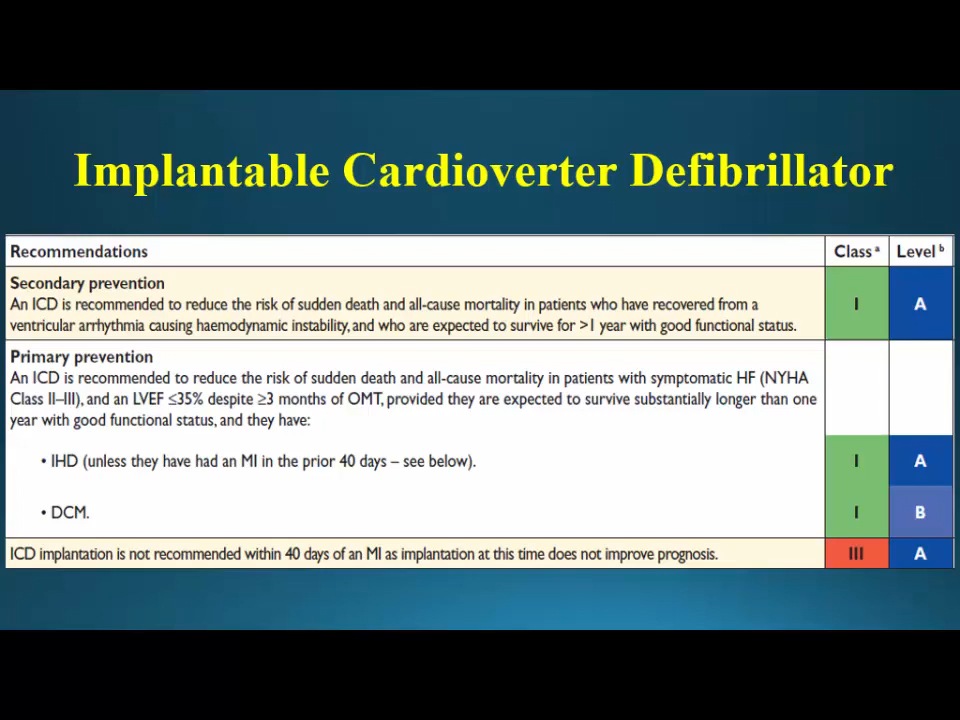 Implantable Cardioverter Defibrillator
Recommendations Class a Level b
Secondary prevention
An ICD is recommended to reduce the risk of sudden death and all-cause mortality in patients who have recovered from a
ventricular arrhythmia causing haemodynamic instability, and who are expected to survive for >1 year with good functional status.
I A
Primary prevention
An ICD is recommended to reduce the risk of sudden death and all-cause mortality in patients with symptomatic HF (NYHA
Class II–III), and an LVEF ≤35% despite ≥3 months of OMT, provided they are expected to survive substantially longer than one
year with good functional status, and they have:
• IHD (unless they have had an MI in the prior 40 days – see below). I A
• DCM. I B
ICD implantation is not recommended within 40 days of an MI as implantation at this time does not improve prognosis. III A